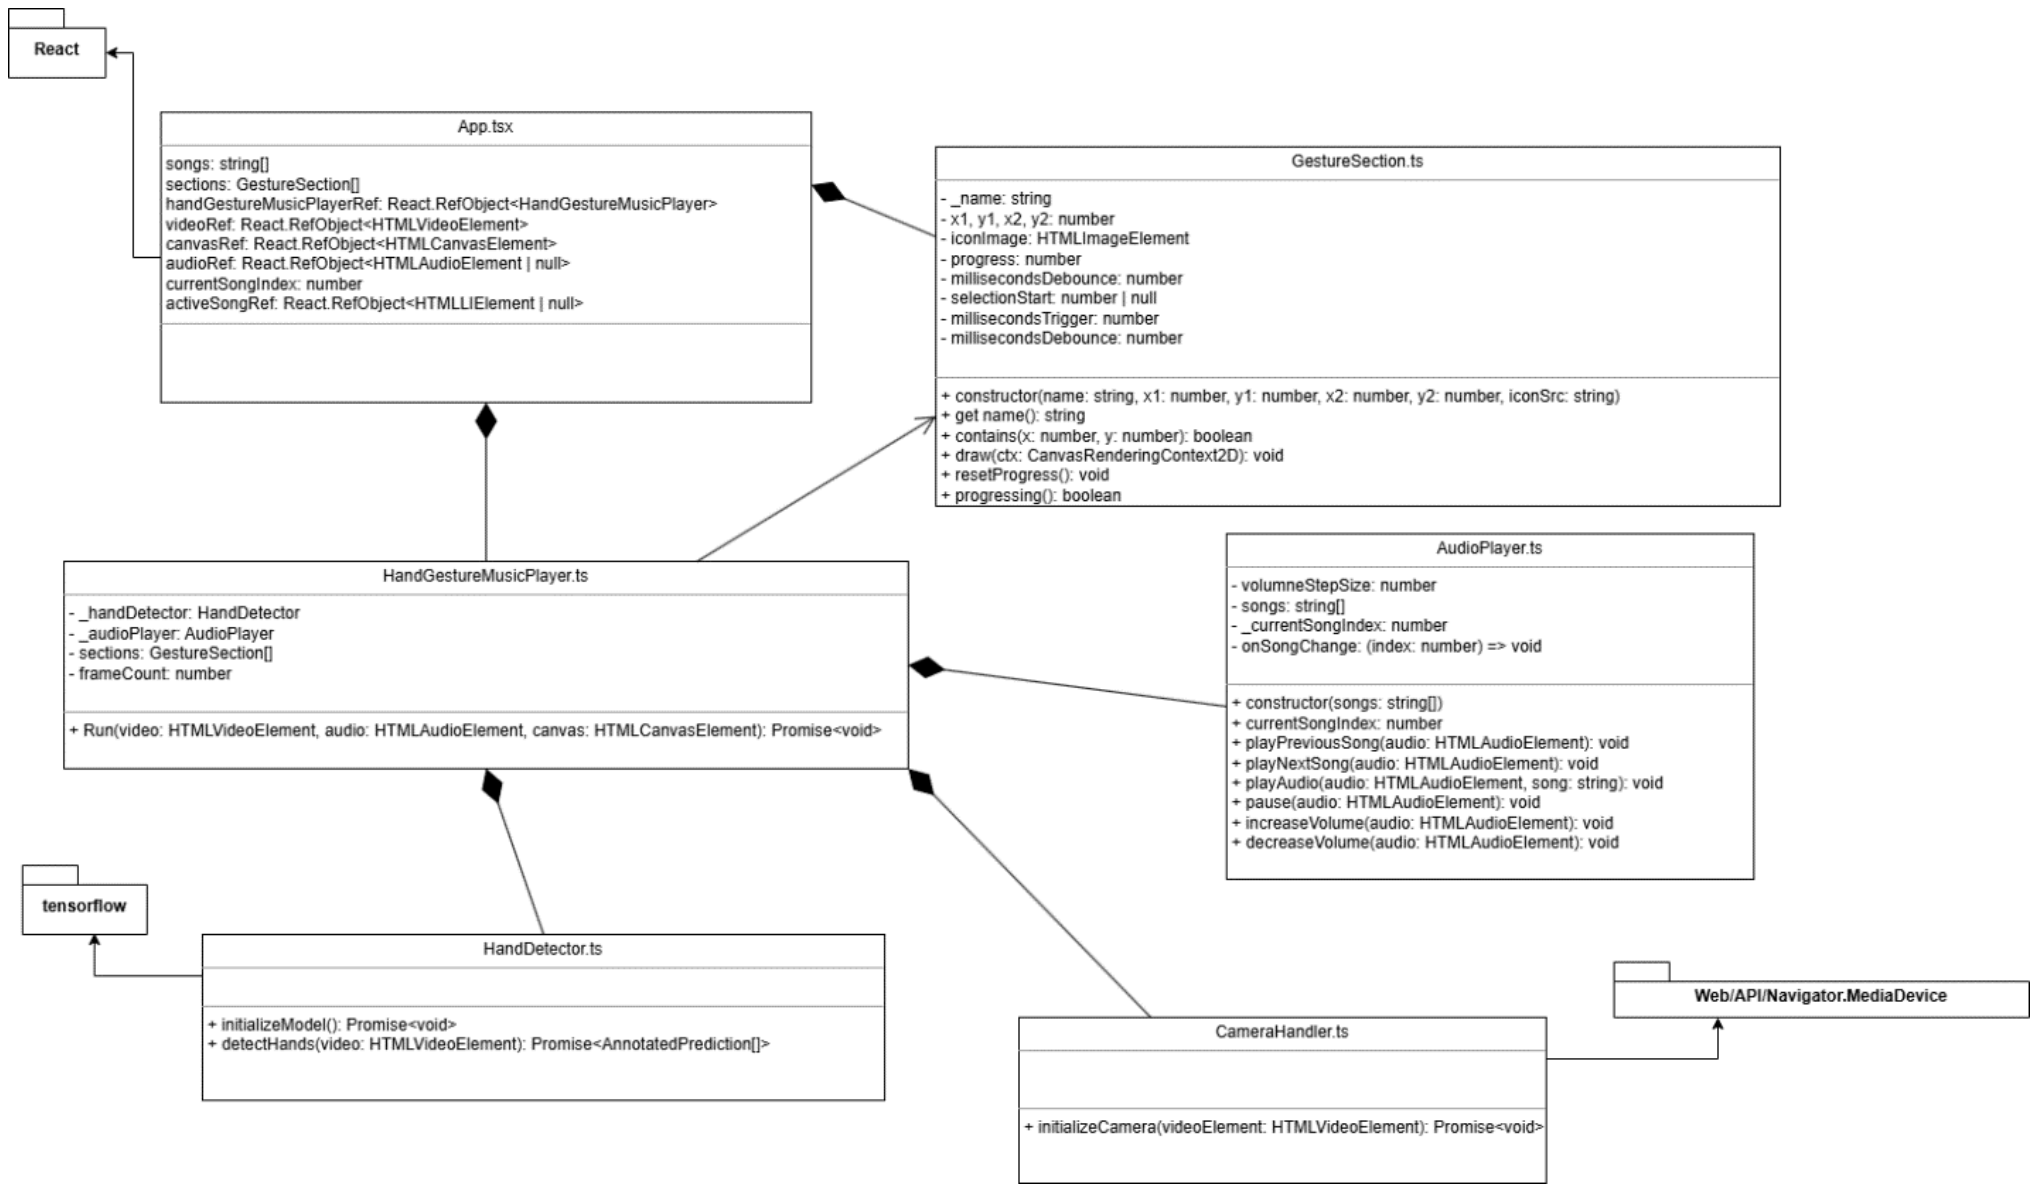 React
App.tsx
songs: string[]
sections: GestureSection[]
handGestureMusicPlayerRef: React.RefObject<HandGestureMusicPlayer>
videoRef: React.RefObject<HTMLVideoElement>
canvasRef: React.RefObject<HTMLCanvasElement>
audioRef: React.RefObject<HTMLAudioElement | null>
currentSongIndex: number
activeSongRef: React.RefObject<HTMLLIElement | null>
GestureSection.ts
- _name: string
- x1, y1, x2, y2: number
- iconImage: HTMLImageElement
- progress: number
- millisecondsDebounce: number
- selectionStart: number | null
- millisecondsTrigger: number
- millisecondsDebounce: number
+ constructor(name: string, x1: number, y1: number, x2: number, y2: number, iconSrc: string)
+ get name(): string
+ contains(x: number, y: number): boolean
+ draw(ctx: CanvasRenderingContext2D): void
+ resetProgress(): void
+ progressing(): boolean
HandGestureMusicPlayer.ts
- _handDetector: HandDetector
- _audioPlayer: AudioPlayer
- sections: GestureSection[]
- frameCount: number
+ Run(video: HTMLVideoElement, audio: HTMLAudioElement, canvas: HTMLCanvasElement): Promise<void>
AudioPlayer.ts
- volumneStepSize: number
- songs: string[]
- _currentSongIndex: number
- onSongChange: (index: number) => void
+ constructor(songs: string[])
+ currentSongIndex: number
+ playPreviousSong(audio: HTMLAudioElement): void
+ playNextSong(audio: HTMLAudioElement): void
+ playAudio(audio: HTMLAudioElement, song: string): void
+ pause(audio: HTMLAudioElement): void
+ increaseVolume(audio: HTMLAudioElement): void
+ decreaseVolume(audio: HTMLAudioElement): void
tensorflow
HandDetector.ts
+ initializeModel(): Promise<void>
+ detectHands(video: HTMLVideoElement): Promise<AnnotatedPrediction[]>
Web/API/Navigator.MediaDevice
CameraHandler.ts
+ initializeCamera(videoElement: HTMLVideoElement): Promise<void>